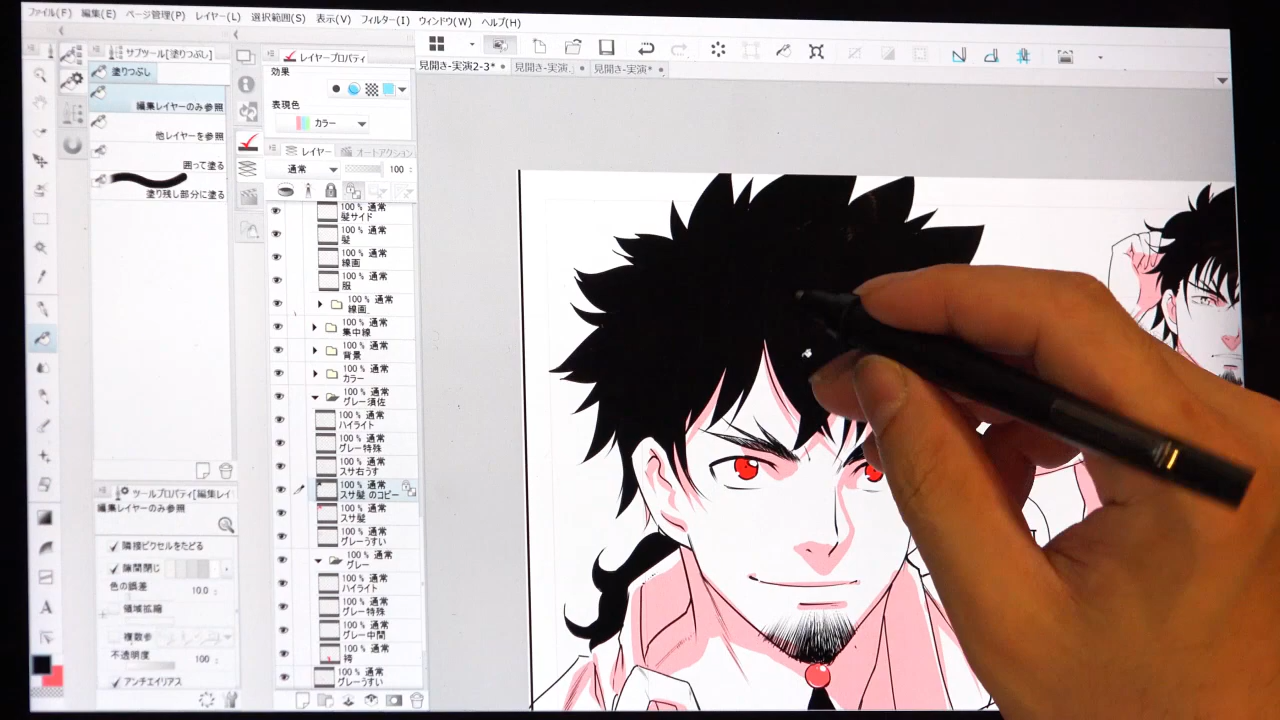 ファイル(F) 編集(E) ページ管理(P) レイヤー(L) 選択範囲(S) 表示(V) フィルター(I) ウィンドウ(W) ヘルプ(H)
サブツール[塗りつぶし]
塗りつぶし
編集レイヤーのみ参照
他レイヤーを参照
囲って塗る
塗り残し部分に塗る
レイヤープロパティ
効果
表現色
カラー
レイヤー オートアクション
通常 100
見開き-実演2-3* 見開き-実演. 見開き-実演*
100 % 通常
髪サイド
100 % 通常
髪
100 % 通常
線画
100 % 通常
服
100 % 通常
線画
100 % 通常
集中線
100 % 通常
背景
100 % 通常
カラー
100 % 通常
グレー須佐
100 % 通常
ハイライト
100 % 通常
グレー特殊
100 % 通常
スサ右うす
100 % 通常
スサ髪 のコピー
100 % 通常
スサ髪
100 % 通常
グレーうすい
100 % 通常
グレー
100 % 通常
ハイライト
100 % 通常
グレー特殊
100 % 通常
グレー中間
100 % 通常
袴
100 % 通常
グレーうすい
ツールプロパティ[編集レイ
編集レイヤーのみ参照
隣接ピクセルをたどる
隙間閉じ
色の誤差 10.0
領域拡縮
複数参
不透明度 100
アンチエイリアス
A